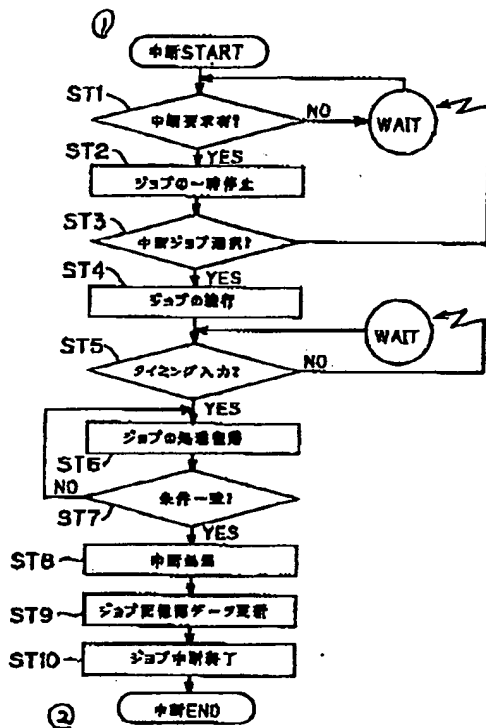 ①
中断START
ST1
中断要求有?
NO
WAIT
YES
ST2
ジョブの一時停止
ST3
中断ジョブ選択?
YES
ST4
ジョブの続行
WAIT
ST5
タイミング入力?
NO
YES
ジョブの処理
ST6
NO
条件一致?
ST7
YES
ST8
中断処理
ST9
ジョブ記憶部データ更新
ST10
ジョブ中断終了
②
中断END